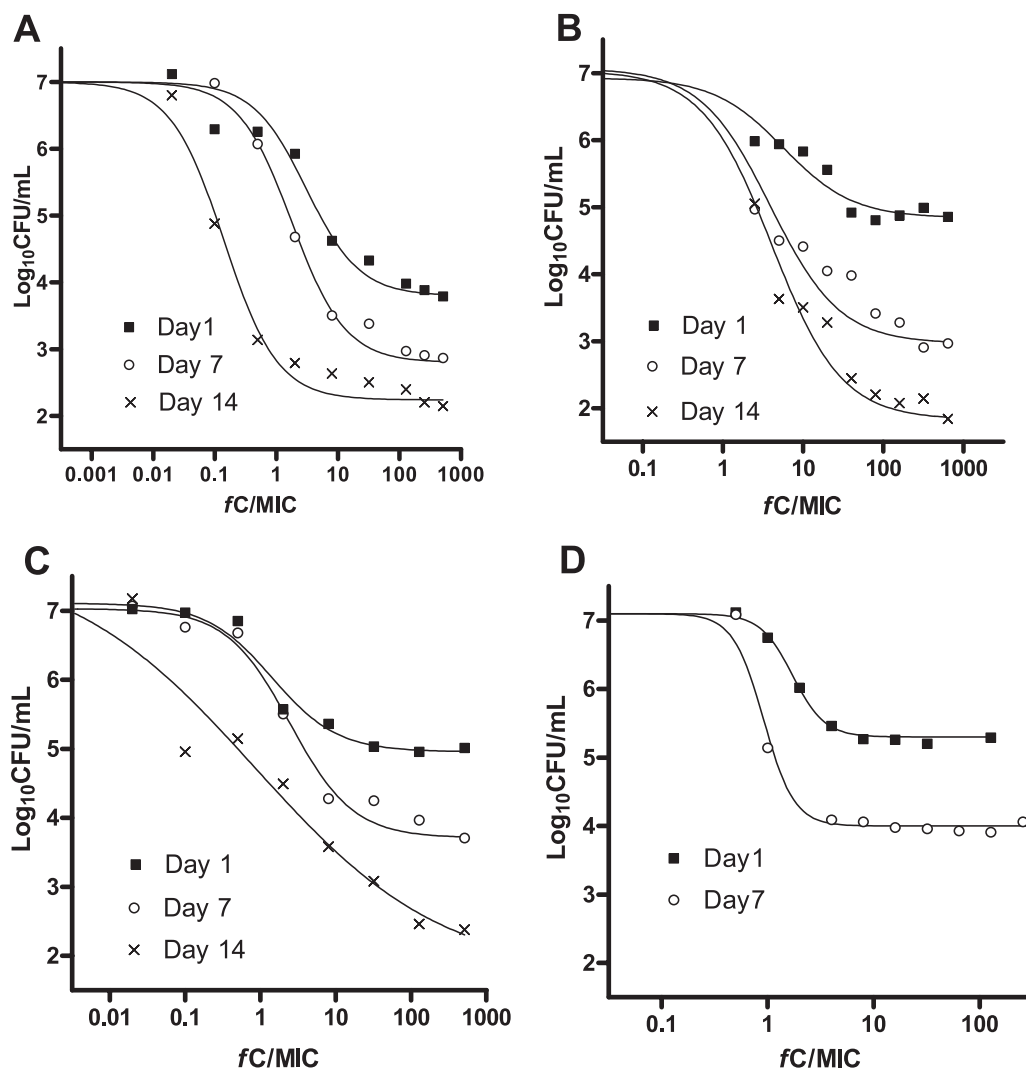 A
Log10CFU/mL
7
6
5
4
3
2
Day1
Day 7
Day 14
0.001 0.01 0.1 1 10 100 1000
fC/MIC
B
Log10CFU/mL
7
6
5
4
3
2
Day 1
Day 7
Day 14
0.1 1 10 100 1000
fC/MIC
C
Log10CFU/mL
7
6
5
4
3
2
Day 1
Day 7
Day 14
0.01 0.1 1 10 100 1000
fC/MIC
D
Log10CFU/mL
7
6
5
4
3
2
Day1
Day7
0.1 1 10 100
fC/MIC